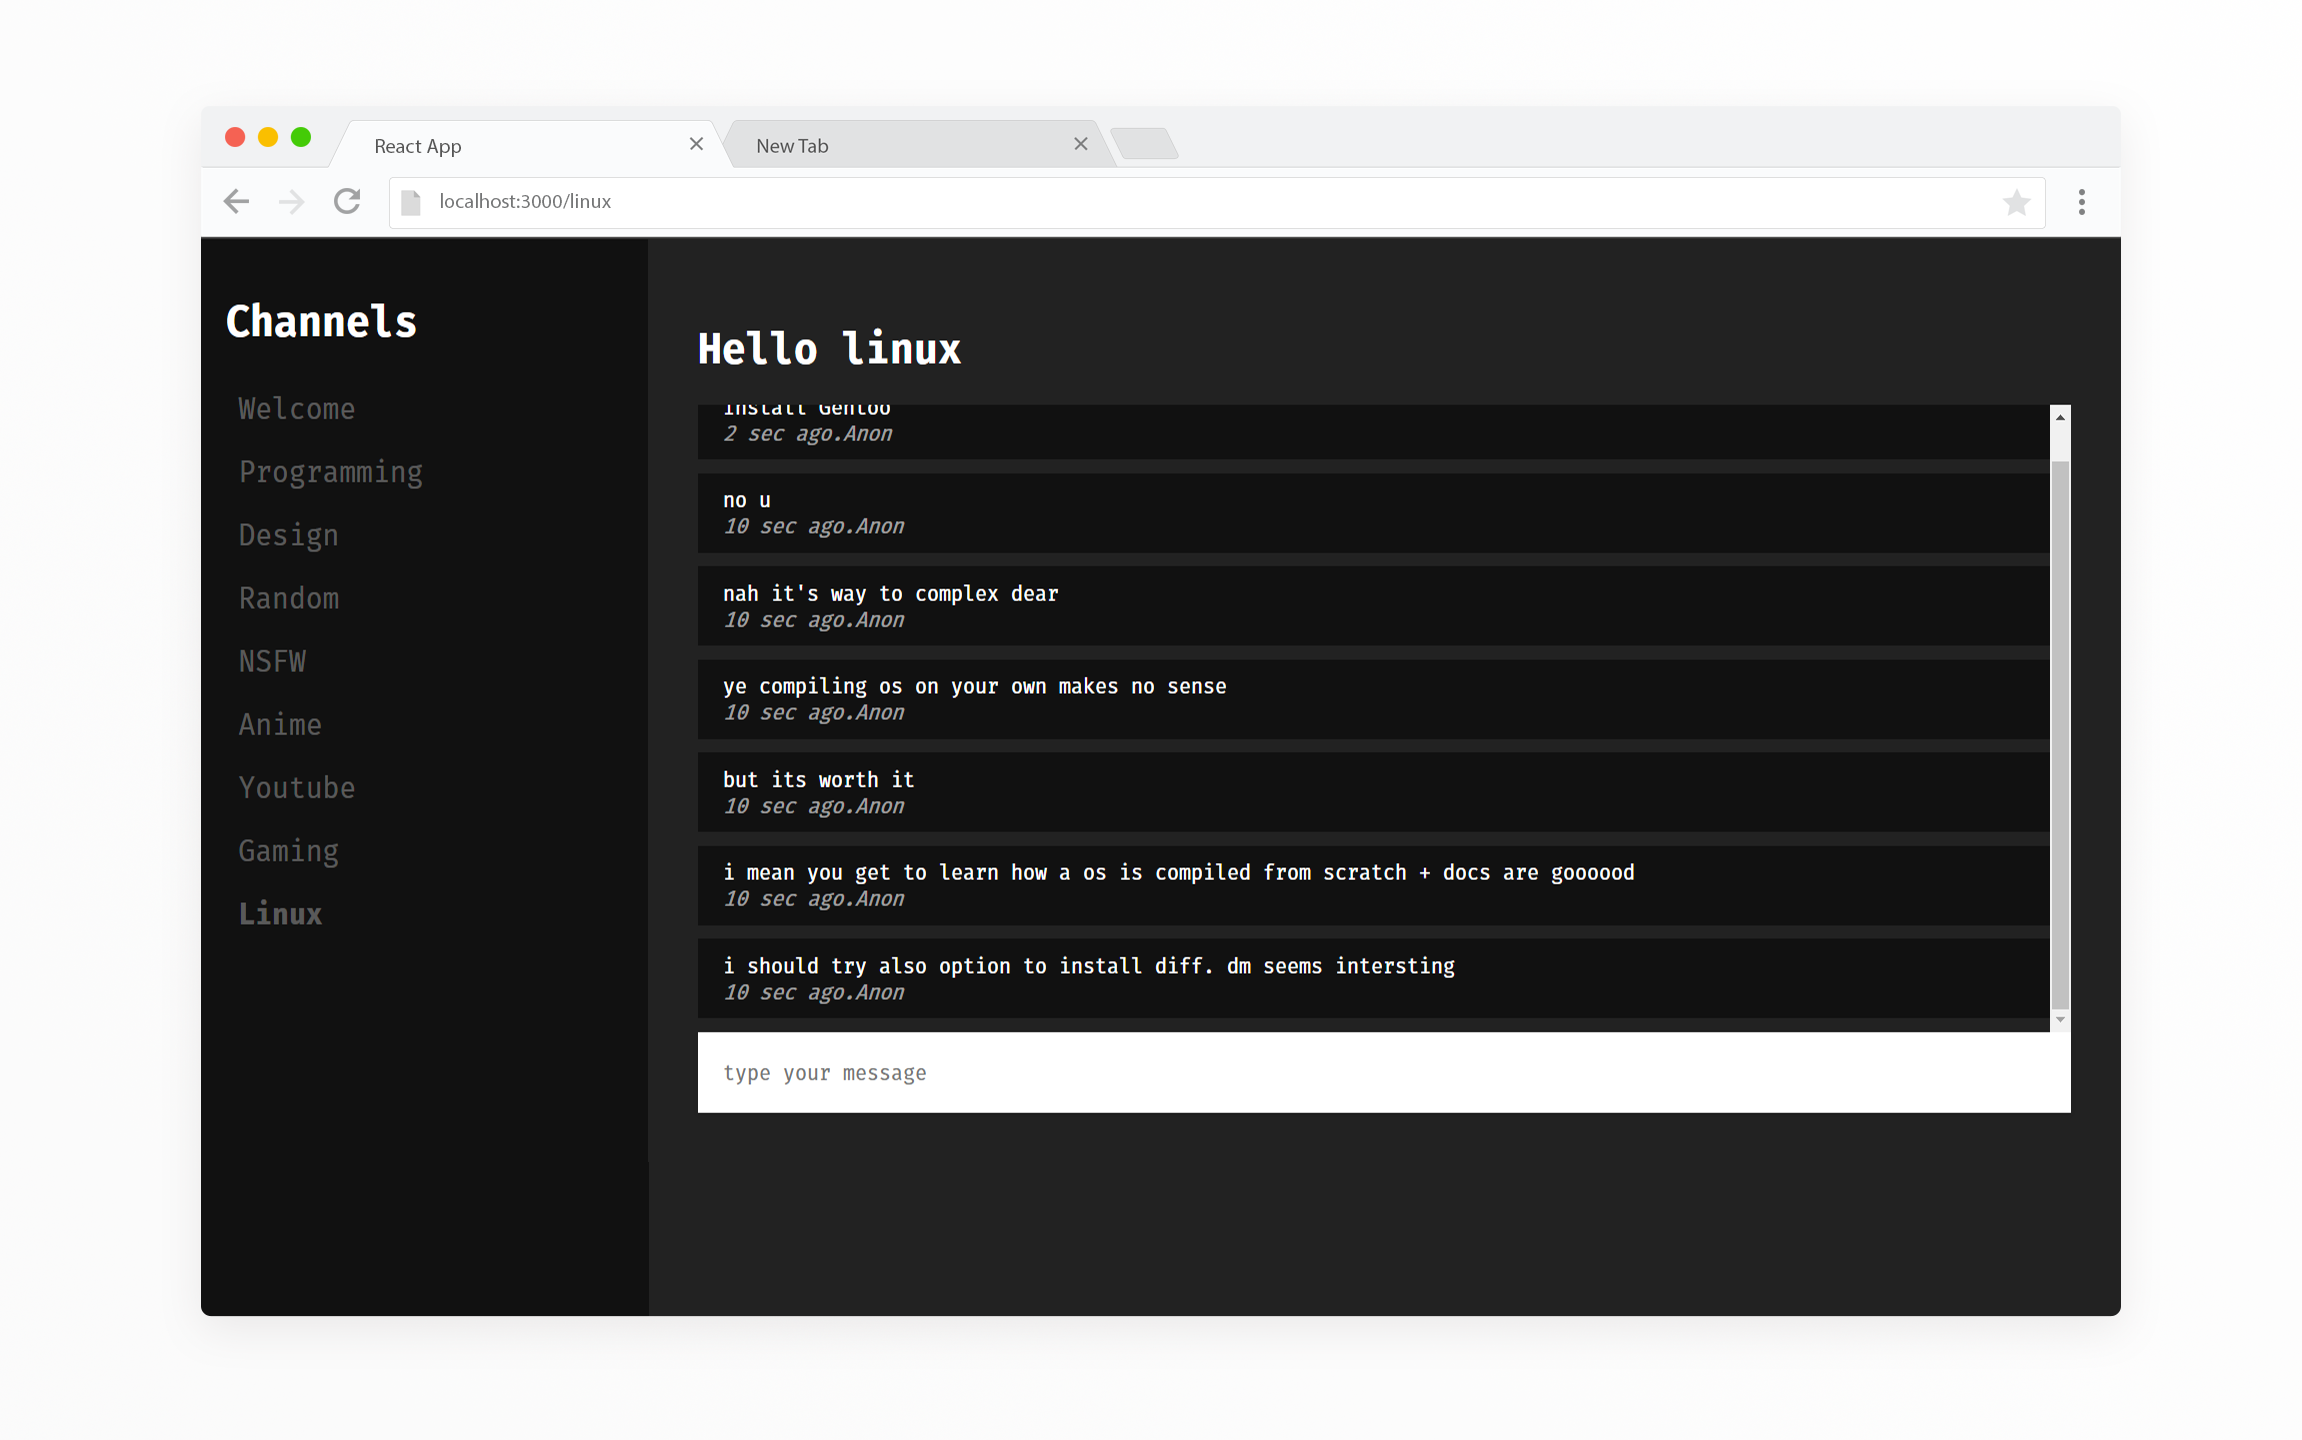 React App
New Tab
localhost:3000/linux
Channels
Welcome
Programming
Design
Random
NSFW
Anime
Youtube
Gaming
Linux
Hello linux
Install Gentoo
2 sec ago.Anon
no u
10 sec ago.Anon
nah it's way to complex dear
10 sec ago.Anon
ye compiling os on your own makes no sense
10 sec ago.Anon
but its worth it
10 sec ago.Anon
i mean you get to learn how a os is compiled from scratch + docs are goooood
10 sec ago.Anon
i should try also option to install diff. dm seems intersting
10 sec ago.Anon
type your message